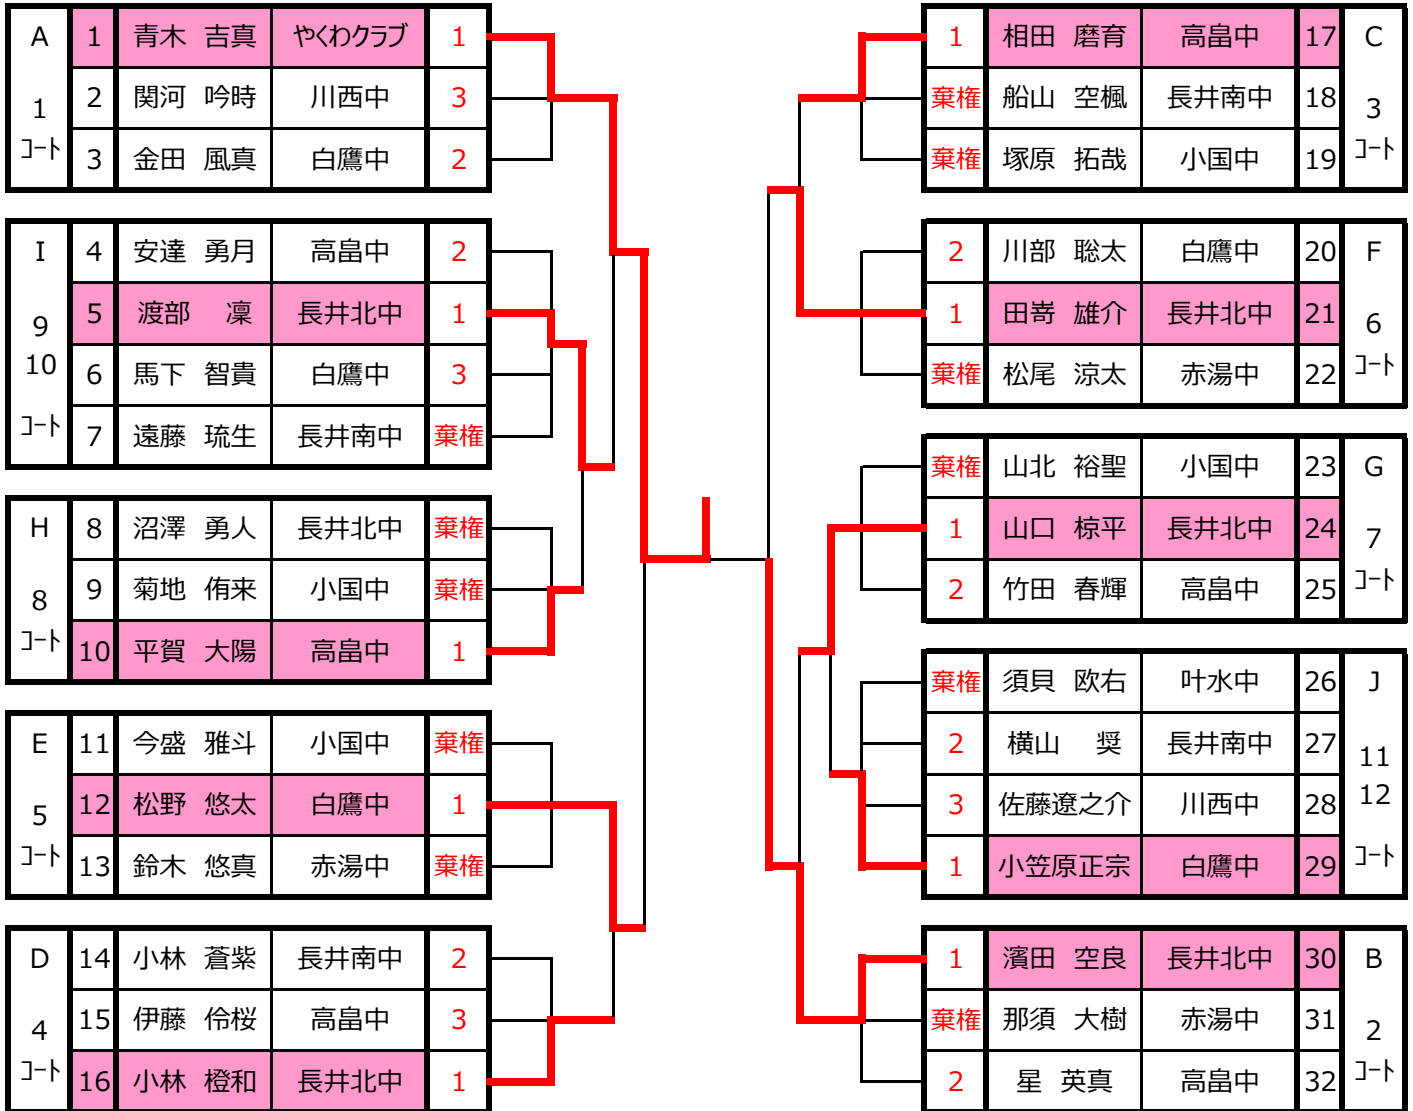 A 1 青木 吉真 やくわクラブ 1
1 2 関河 吟時 川西中 3
コート 3 金田 風真 白鷹中 2
I 4 安達 勇月 高畠中 2
9 5 渡部 凜 長井北中 1
10 6 馬下 智貴 白鷹中 3
コート 7 遠藤 琉生 長井南中 棄権
H 8 沼澤 勇人 長井北中 棄権
8 9 菊地 侑来 小国中 棄権
コート 10 平賀 大陽 高畠中 1
E 11 今盛 雅斗 小国中 棄権
5 12 松野 悠太 白鷹中 1
コート 13 鈴木 悠真 赤湯中 棄権
D 14 小林 蒼紫 長井南中 2
4 15 伊藤 伶桜 高畠中 3
コート 16 小林 橙和 長井北中 1
1 相田 磨育 高畠中 17 C
棄権 船山 空楓 長井南中 18 3
棄権 塚原 拓哉 小国中 19 コート
2 川部 聡太 白鷹中 20 F
1 田嵜 雄介 長井北中 21 6
棄権 松尾 涼太 赤湯中 22 コート
棄権 山北 裕聖 小国中 23 G
1 山口 椋平 長井北中 24 7
2 竹田 春輝 高畠中 25 コート
棄権 須貝 欧右 叶水中 26 J
2 横山 奨 長井南中 27 11
3 佐藤遼之介 川西中 28 12
1 小笠原正宗 白鷹中 29 コート
1 濱田 空良 長井北中 30 B
棄権 那須 大樹 赤湯中 31 2
2 星 英真 高畠中 32 コート